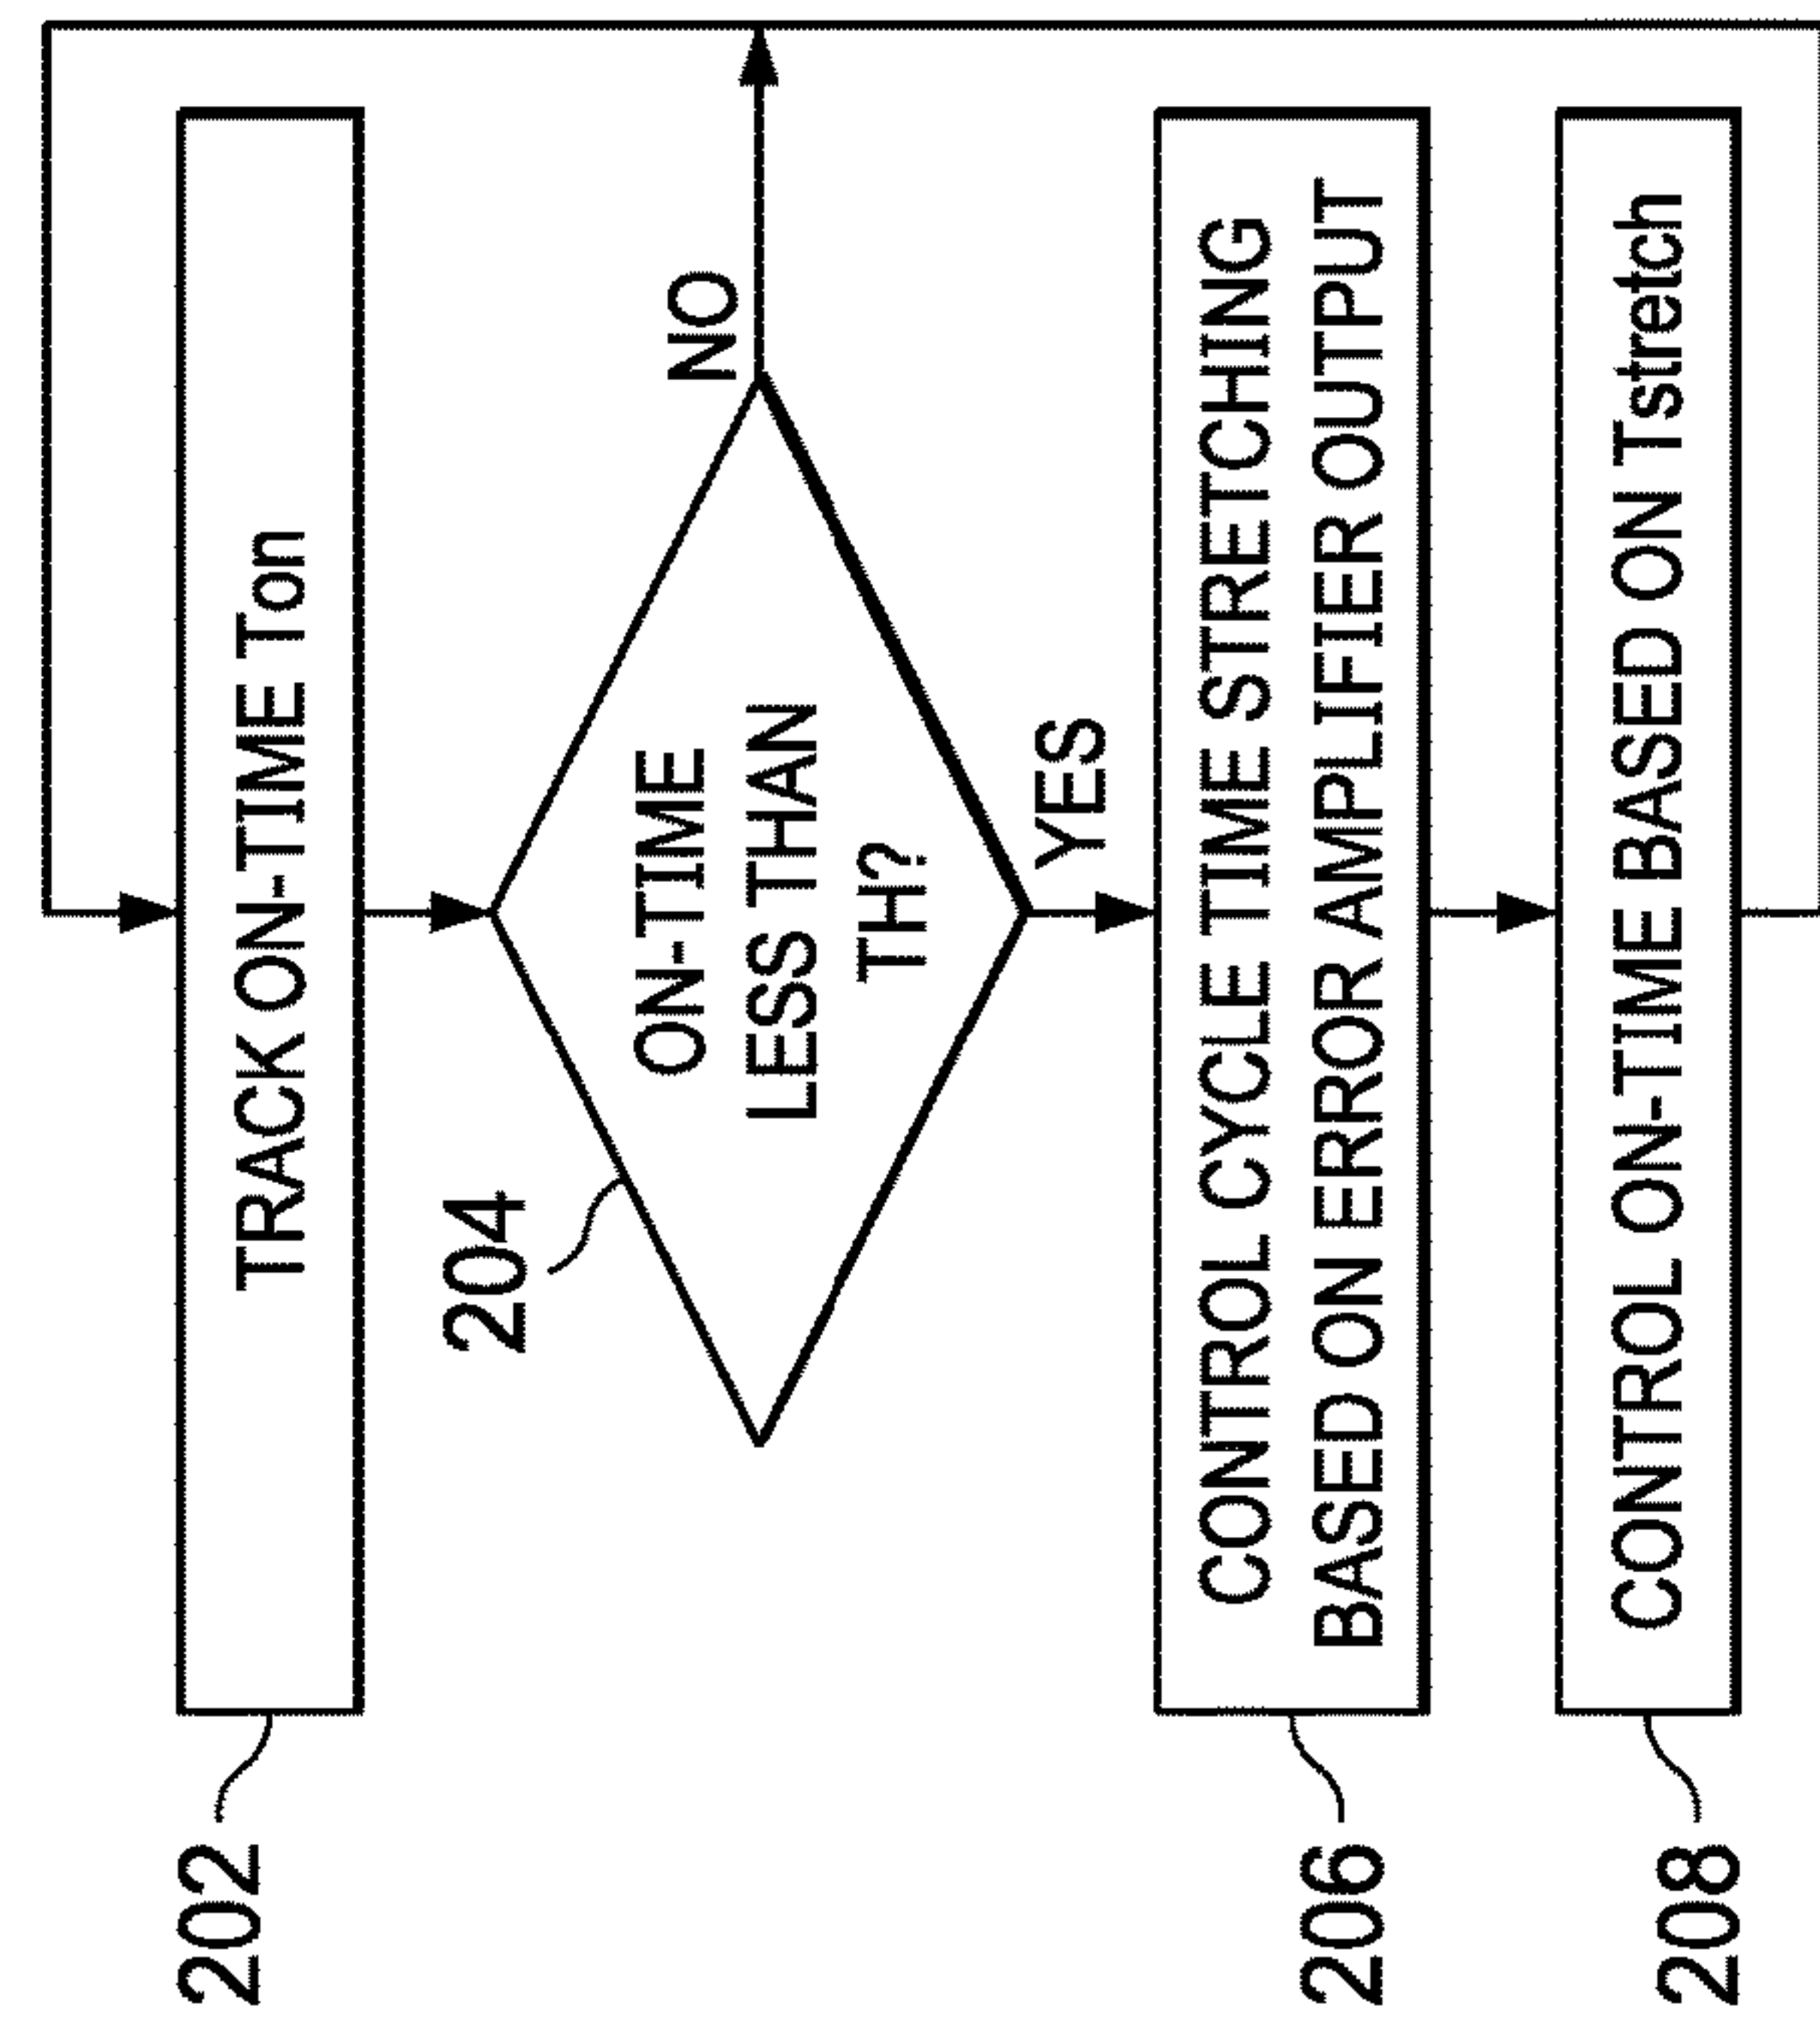 202
TRACK ON-TIME Ton
204
ON-TIME
LESS THAN
TH?
NO
YES
206
CONTROL CYCLE TIME STRETCHING
BASED ON ERROR AMPLIFIER OUTPUT
208
CONTROL ON-TIME BASED ON Tstretch